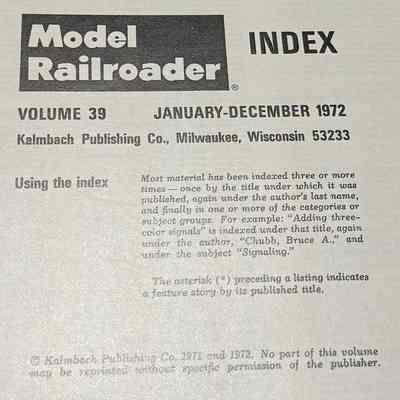 Model INDEX
Railroader®
VOLUME 39 JANUARY-DECEMBER 1972
Kalmbach Publishing Co., Milwaukee, Wisconsin 53233
Using the index
Most material has been indexed three or more
times — once by the title under which it was
published, again under the author's last name,
and finally in one or more of the categories or
subject groups. For example: "Adding three-
color signals" is indexed under that title, again
under the author, "Chubb, Bruce A.," and
under the subject "Signaling."
The asterisk (*) preceding a listing indicates
a feature story by its published title.
© Kalmbach Publishing Co. 1971 and 1972. No part of this volume
may be reprinted without specific permission of the publisher.